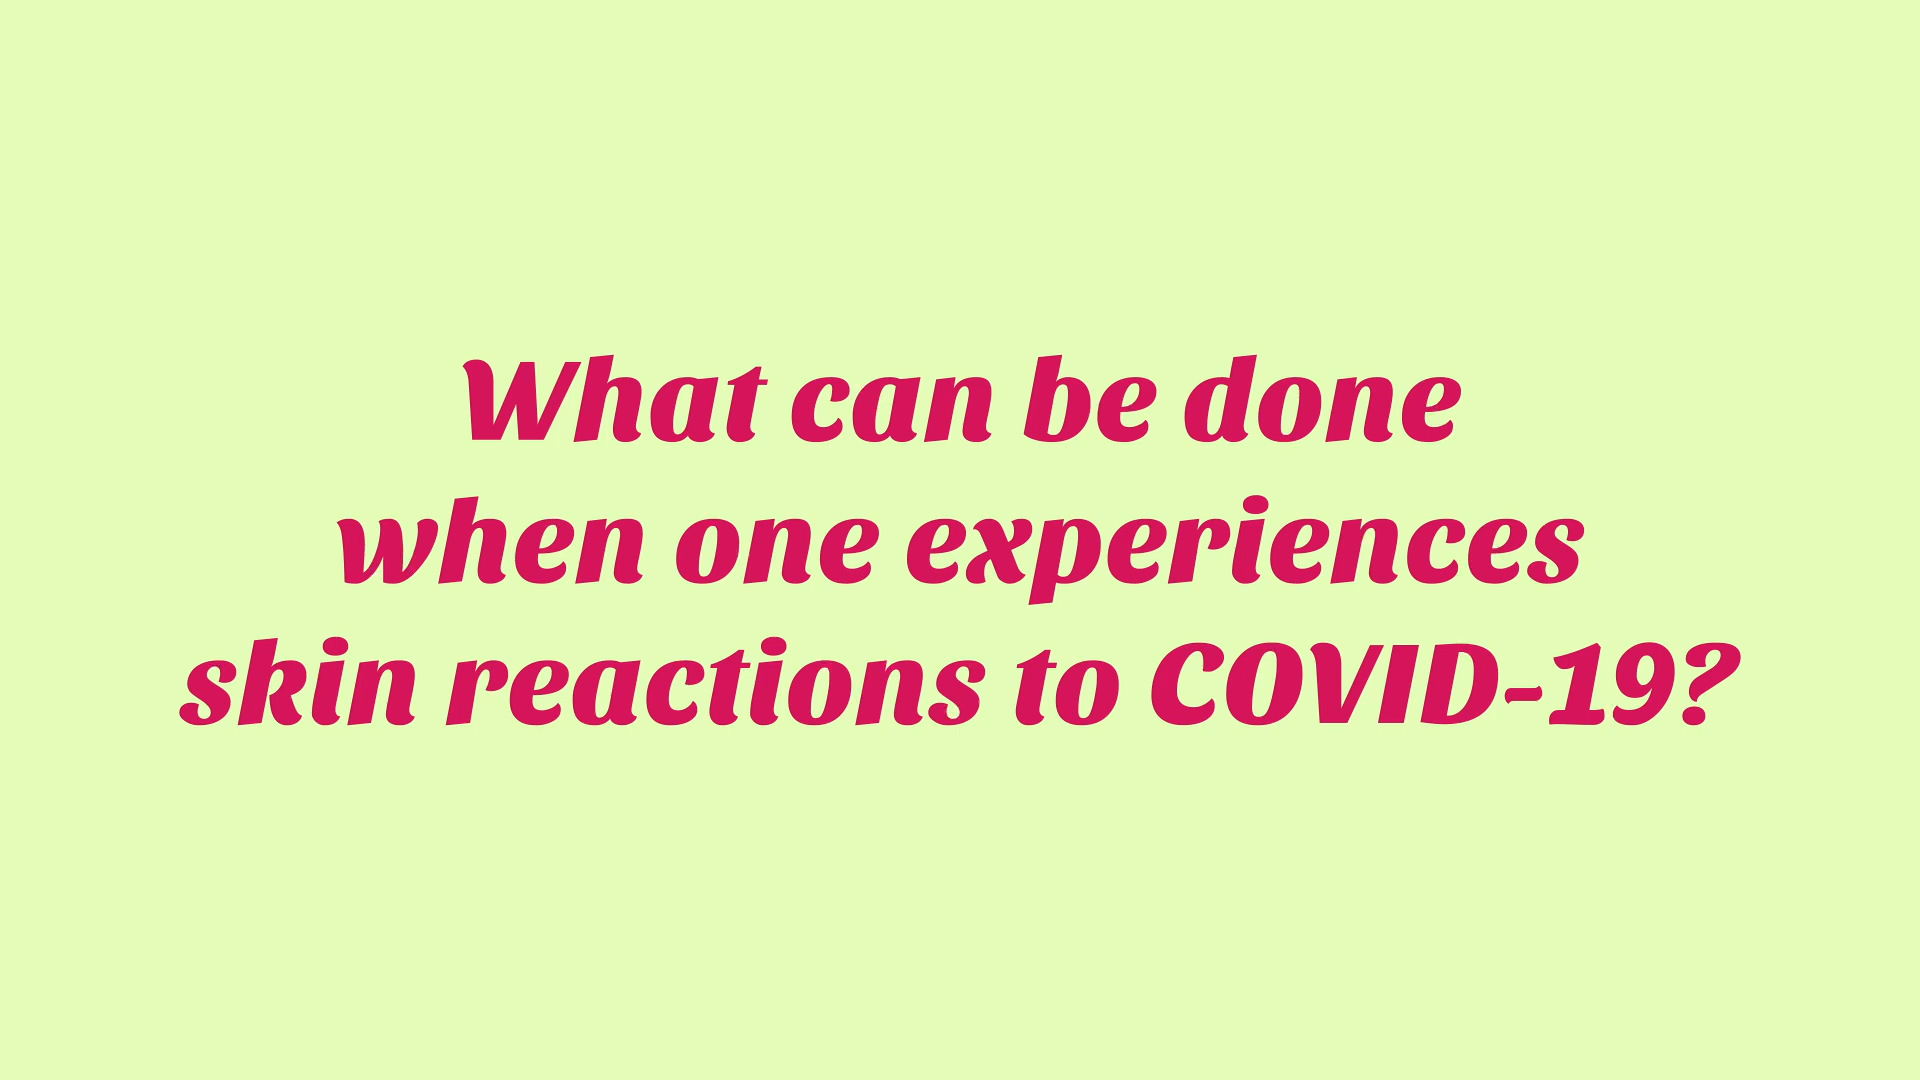 What can be done
when one experiences
skin reactions to COVID-19?